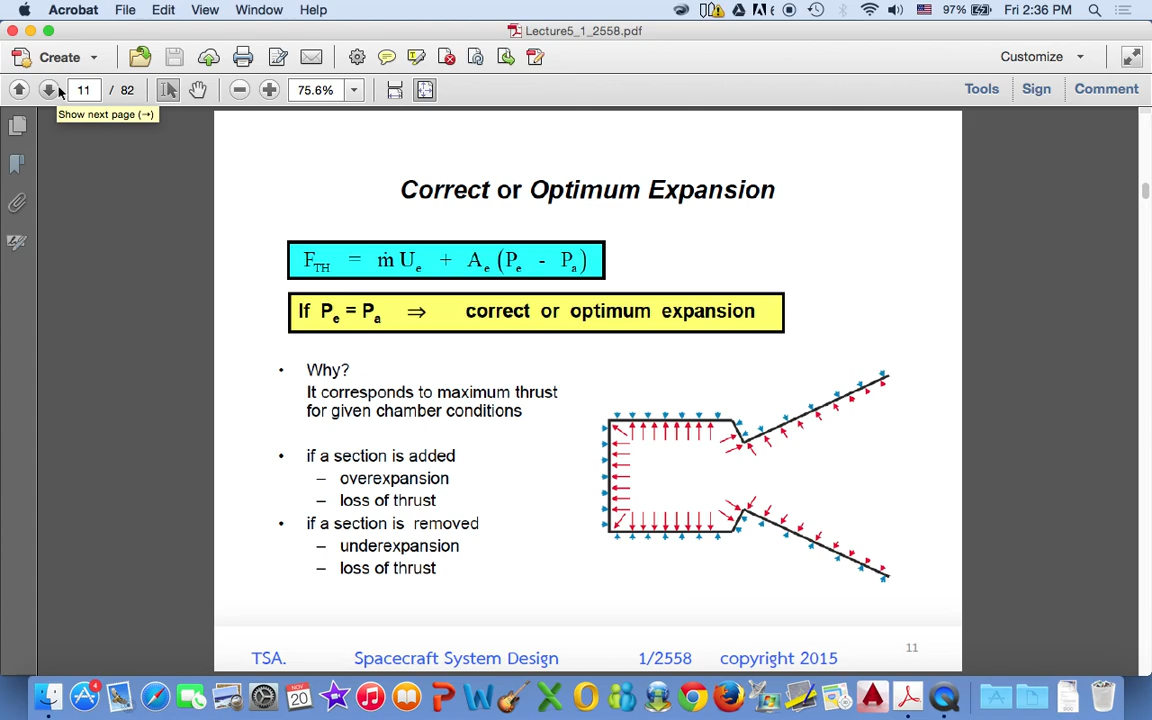 Acrobat File Edit View Window Help 6 97% Fri 2:36 PM
Lecture5_1_2558.pdf
Create Customize
11 / 82 75.6% Tools Sign Comment
Show next page (→)
Correct or Optimum Expansion
F_TH = ṁ U_e + A_e (P_e - P_a)
If P_e = P_a ⇒ correct or optimum expansion
• Why?
It corresponds to maximum thrust
for given chamber conditions
• if a section is added
– overexpansion
– loss of thrust
• if a section is removed
– underexpansion
– loss of thrust
11
TSA. Spacecraft System Design 1/2558 copyright 2015
4 NOV 20